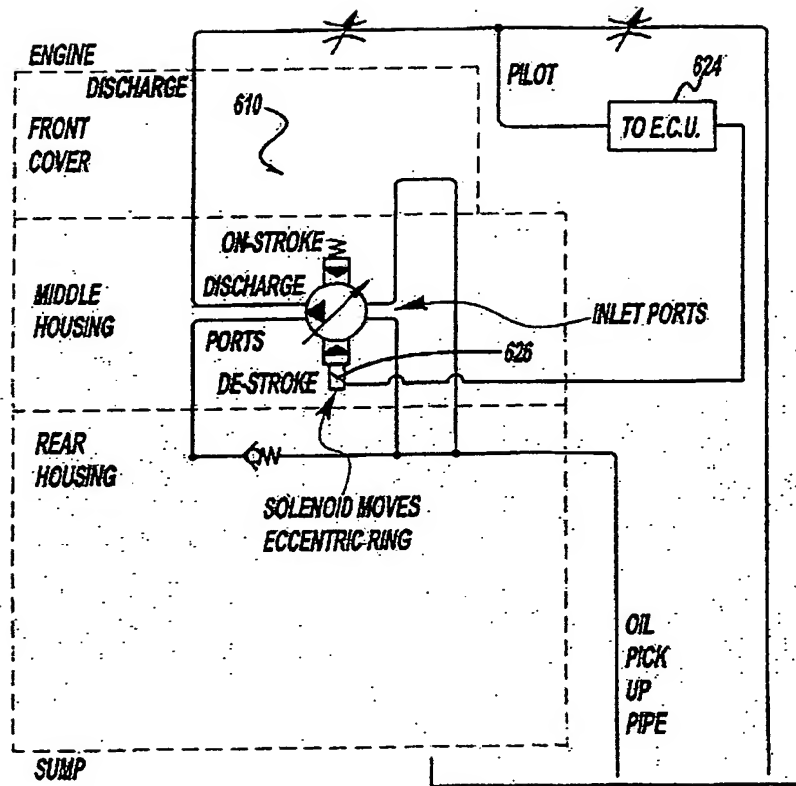 ENGINE
DISCHARGE
FRONT
COVER
610
PILOT
624
TO E.C.U.
ON-STROKE
DISCHARGE
MIDDLE
HOUSING
PORTS
INLET PORTS
626
DE-STROKE
REAR
HOUSING
SOLENOID MOVES
ECCENTRIC RING
OIL
PICK
UP
PIPE
SUMP